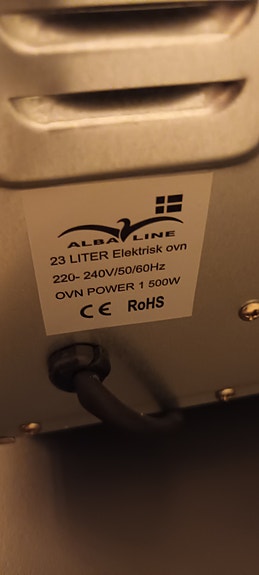 ALBA LINE
23 LITER Elektrisk ovn
220- 240V/50/60Hz
OVN POWER 1 500W
CE RoHS